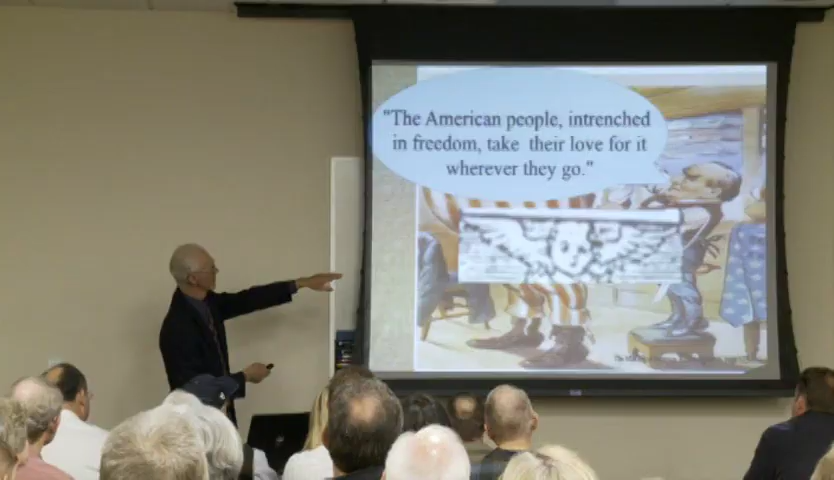 "The American people, intrenched
in freedom, take their love for it
wherever they go."